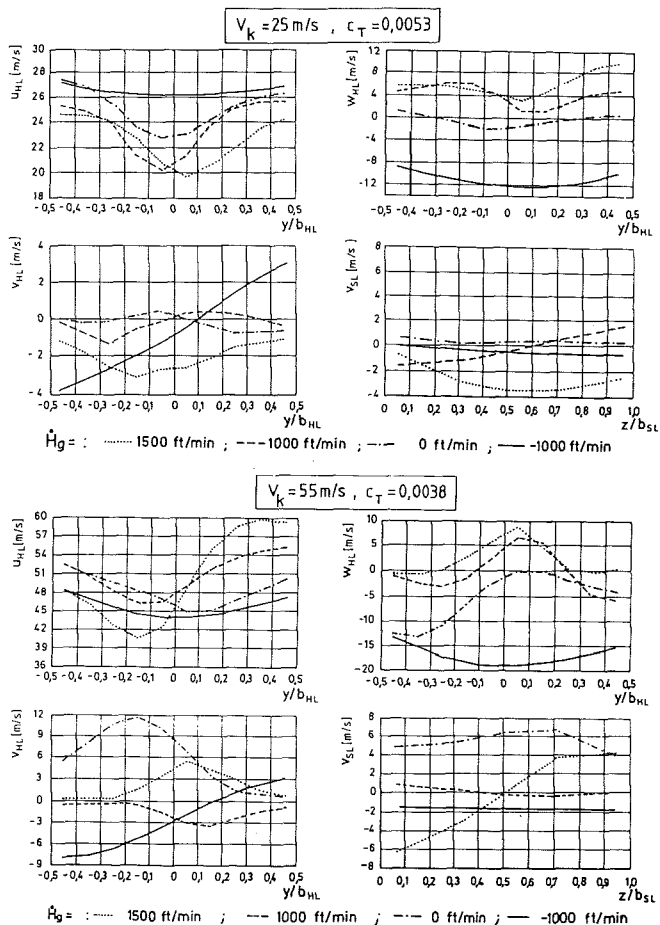 V_k = 25 m/s , c_T = 0,0053
u_HL [m/s]
30
28
26
24
22
20
18
-0,5 -0,4 -0,3 -0,2 -0,1 0 0,1 0,2 0,3 0,4 0,5
y/b_HL
w_HL [m/s]
12
8
4
0
-4
-8
-12
-0,5 -0,4 -0,3 -0,2 -0,1 0 0,1 0,2 0,3 0,4 0,5
y/b_HL
v_HL [m/s]
4
2
0
2
-4
-0,5 -0,4 -0,3 -0,2 -0,1 0 0,1 0,2 0,3 0,4 0,5
y/b_HL
v_SL [m/s]
8
6
4
2
0
-2
-4
0 0,1 0,2 0,3 0,4 0,5 0,6 0,7 0,8 0,9 1,0
z/b_SL
Ḣg = : 1500 ft/min ; 1000 ft/min ; 0 ft/min ; -1000 ft/min
V_k = 55 m/s , c_T = 0,0038
u_HL [m/s]
60
57
54
51
48
45
42
39
36
-0,5 -0,4 -0,3 -0,2 -0,1 0 0,1 0,2 0,3 0,4 0,5
y/b_HL
w_HL [m/s]
10
5
0
-5
-10
-15
-20
-0,5 -0,4 -0,3 -0,2 -0,1 0 0,1 0,2 0,3 0,4 0,5
y/b_HL
v_HL [m/s]
12
9
6
3
0
-3
-6
-9
-0,5 -0,4 -0,3 -0,2 -0,1 0 0,1 0,2 0,3 0,4 0,5
y/b_HL
v_SL [m/s]
8
6
4
2
0
-2
-4
-6
-8
0 0,1 0,2 0,3 0,4 0,5 0,6 0,7 0,8 0,9 1,0
z/b_SL
Ḣg = : 1500 ft/min ; 1000 ft/min ; 0 ft/min ; -1000 ft/min